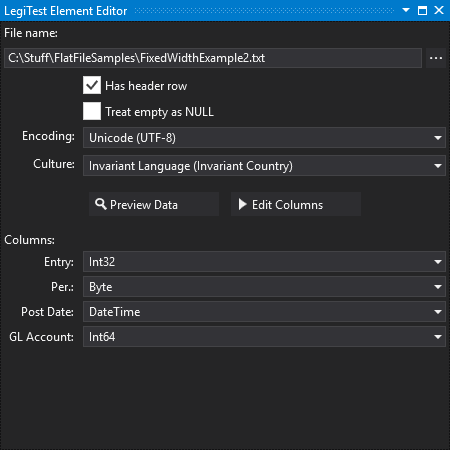 LegiTest Element Editor
File name:
C:\Stuff\FlatFileSamples\FixedWidthExample2.txt ...
Has header row
Treat empty as NULL
Encoding: Unicode (UTF-8)
Culture: Invariant Language (Invariant Country)
Preview Data Edit Columns
Columns:
Entry: Int32
Per.: Byte
Post Date: DateTime
GL Account: Int64